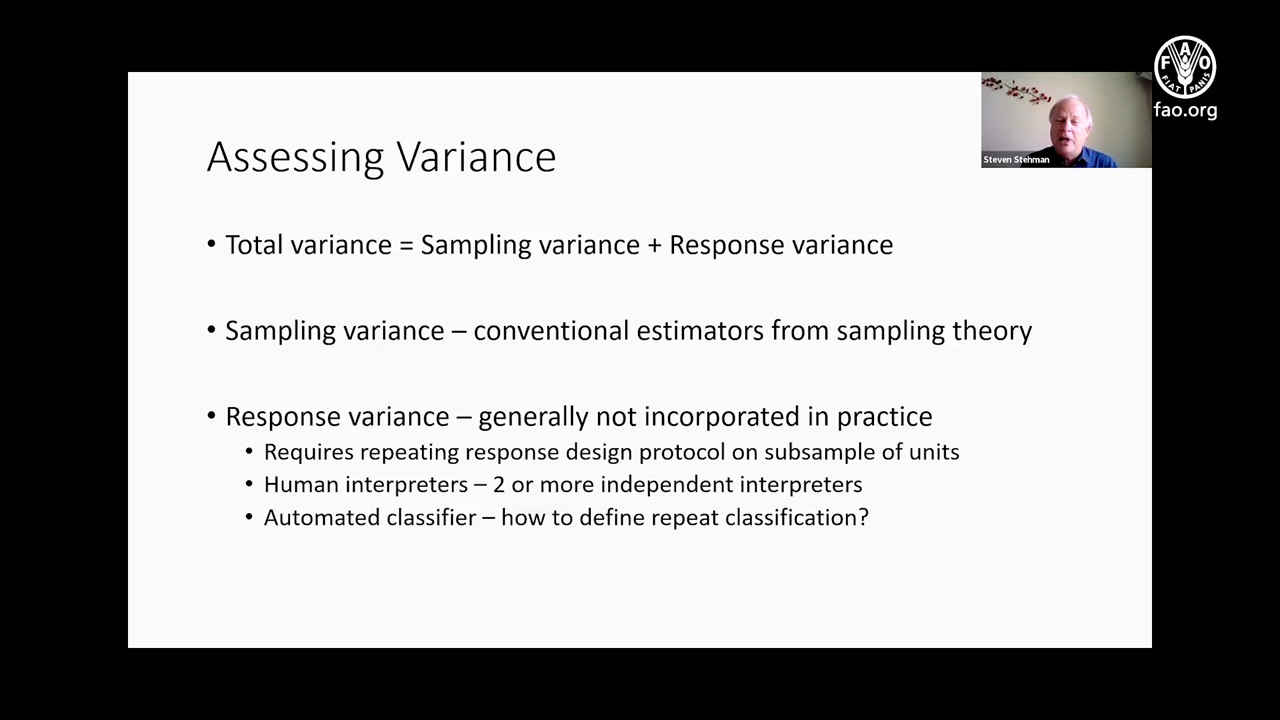 Assessing Variance
• Total variance = Sampling variance + Response variance
• Sampling variance – conventional estimators from sampling theory
• Response variance – generally not incorporated in practice
• Requires repeating response design protocol on subsample of units
• Human interpreters – 2 or more independent interpreters
• Automated classifier – how to define repeat classification?
Steven Stehman
F A O
FIAT PANIS
fao.org